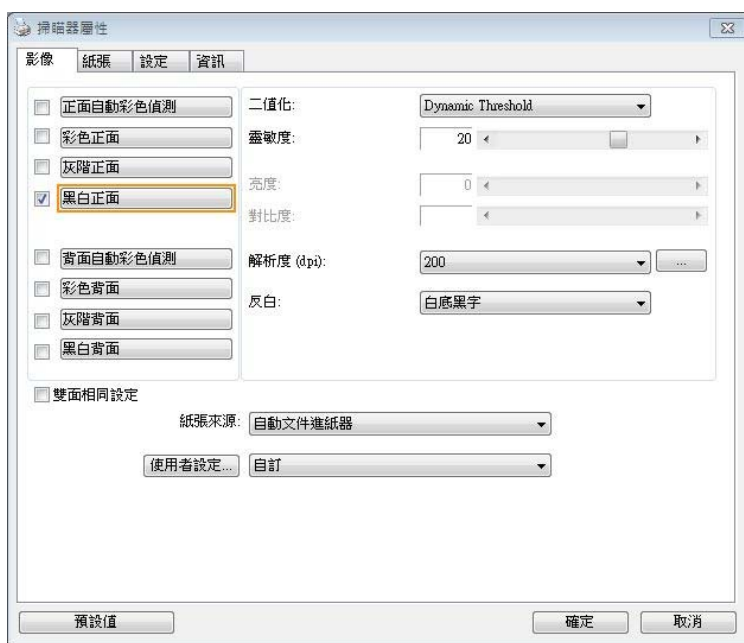 掃瞄器屬性
影像 紙張 設定 資訊
正面自動彩色偵測
彩色正面
灰階正面
黑白正面
背面自動彩色偵測
彩色背面
灰階背面
黑白背面
二值化: Dynamic Threshold
靈敏度: 20
亮度: 0
對比度:
解析度 (dpi): 200 ...
反白: 白底黑字
雙面相同設定
紙張來源: 自動文件進紙器
使用者設定... 自訂
預設值 確定 取消